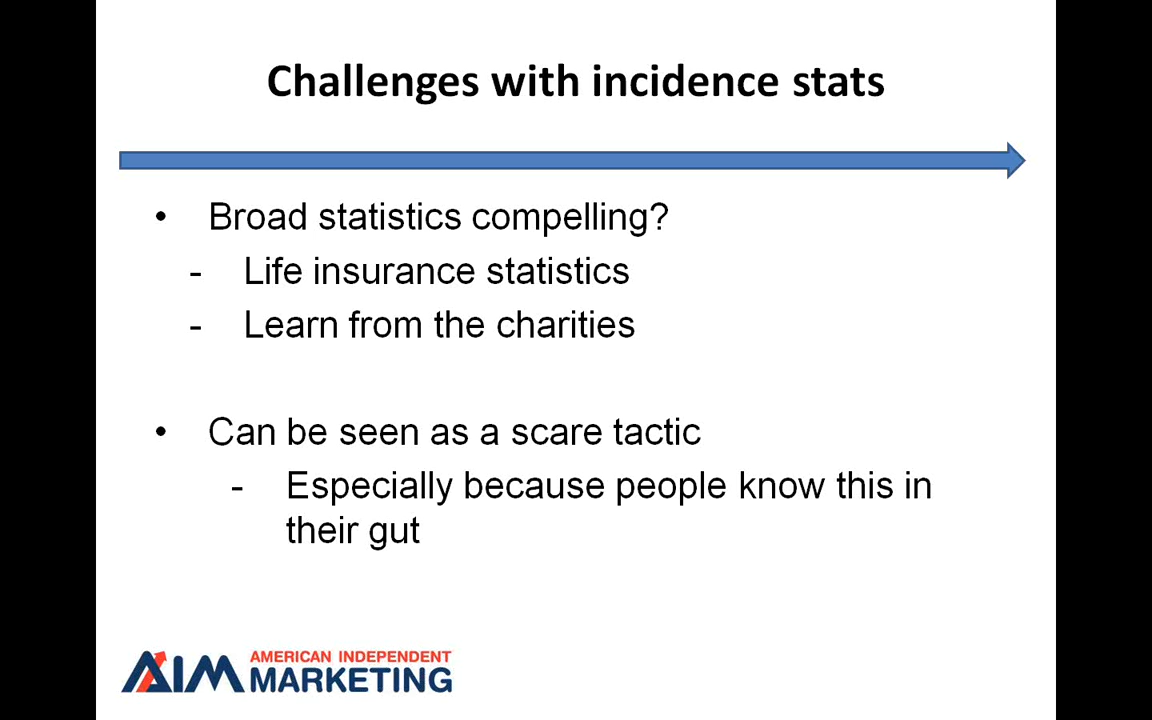 Challenges with incidence stats
• Broad statistics compelling?
- Life insurance statistics
- Learn from the charities
• Can be seen as a scare tactic
- Especially because people know this in
their gut
AIM AMERICAN INDEPENDENT
MARKETING